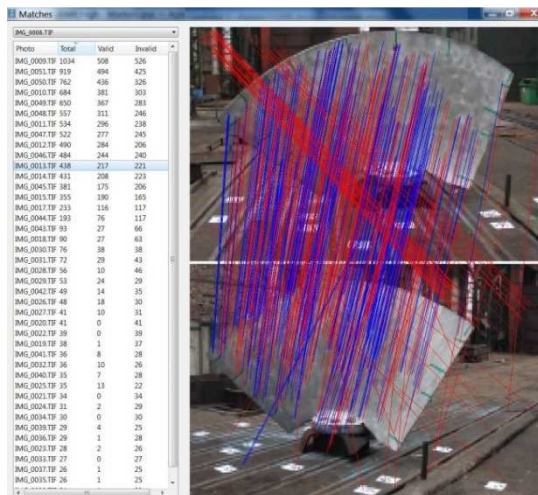 Matches
IMG_0008.TIF
Photo Total Valid Invalid
IMG_0009.TIF 1034 508 526
IMG_0051.TIF 919 494 425
IMG_0050.TIF 762 436 326
IMG_0010.TIF 684 381 303
IMG_0049.TIF 650 367 283
IMG_0048.TIF 557 311 246
IMG_0011.TIF 534 296 238
IMG_0047.TIF 522 277 245
IMG_0012.TIF 490 284 206
IMG_0046.TIF 484 244 240
IMG_0013.TIF 438 217 221
IMG_0014.TIF 431 208 223
IMG_0045.TIF 381 175 206
IMG_0015.TIF 355 190 165
IMG_0017.TIF 233 116 117
IMG_0044.TIF 193 76 117
IMG_0043.TIF 93 27 66
IMG_0018.TIF 90 27 63
IMG_0030.TIF 76 38 38
IMG_0031.TIF 72 29 43
IMG_0028.TIF 56 10 46
IMG_0029.TIF 53 24 29
IMG_0042.TIF 49 14 35
IMG_0026.TIF 48 18 30
IMG_0027.TIF 41 10 31
IMG_0020.TIF 41 0 41
IMG_0022.TIF 39 0 39
IMG_0019.TIF 38 1 37
IMG_0041.TIF 36 8 28
IMG_0032.TIF 36 10 26
IMG_0040.TIF 35 7 28
IMG_0025.TIF 35 13 22
IMG_0021.TIF 34 0 34
IMG_0024.TIF 31 2 29
IMG_0034.TIF 30 0 30
IMG_0039.TIF 29 4 25
IMG_0036.TIF 29 1 28
IMG_0023.TIF 28 2 26
IMG_0033.TIF 27 0 27
IMG_0037.TIF 26 1 25
IMG_0035.TIF 26 1 25